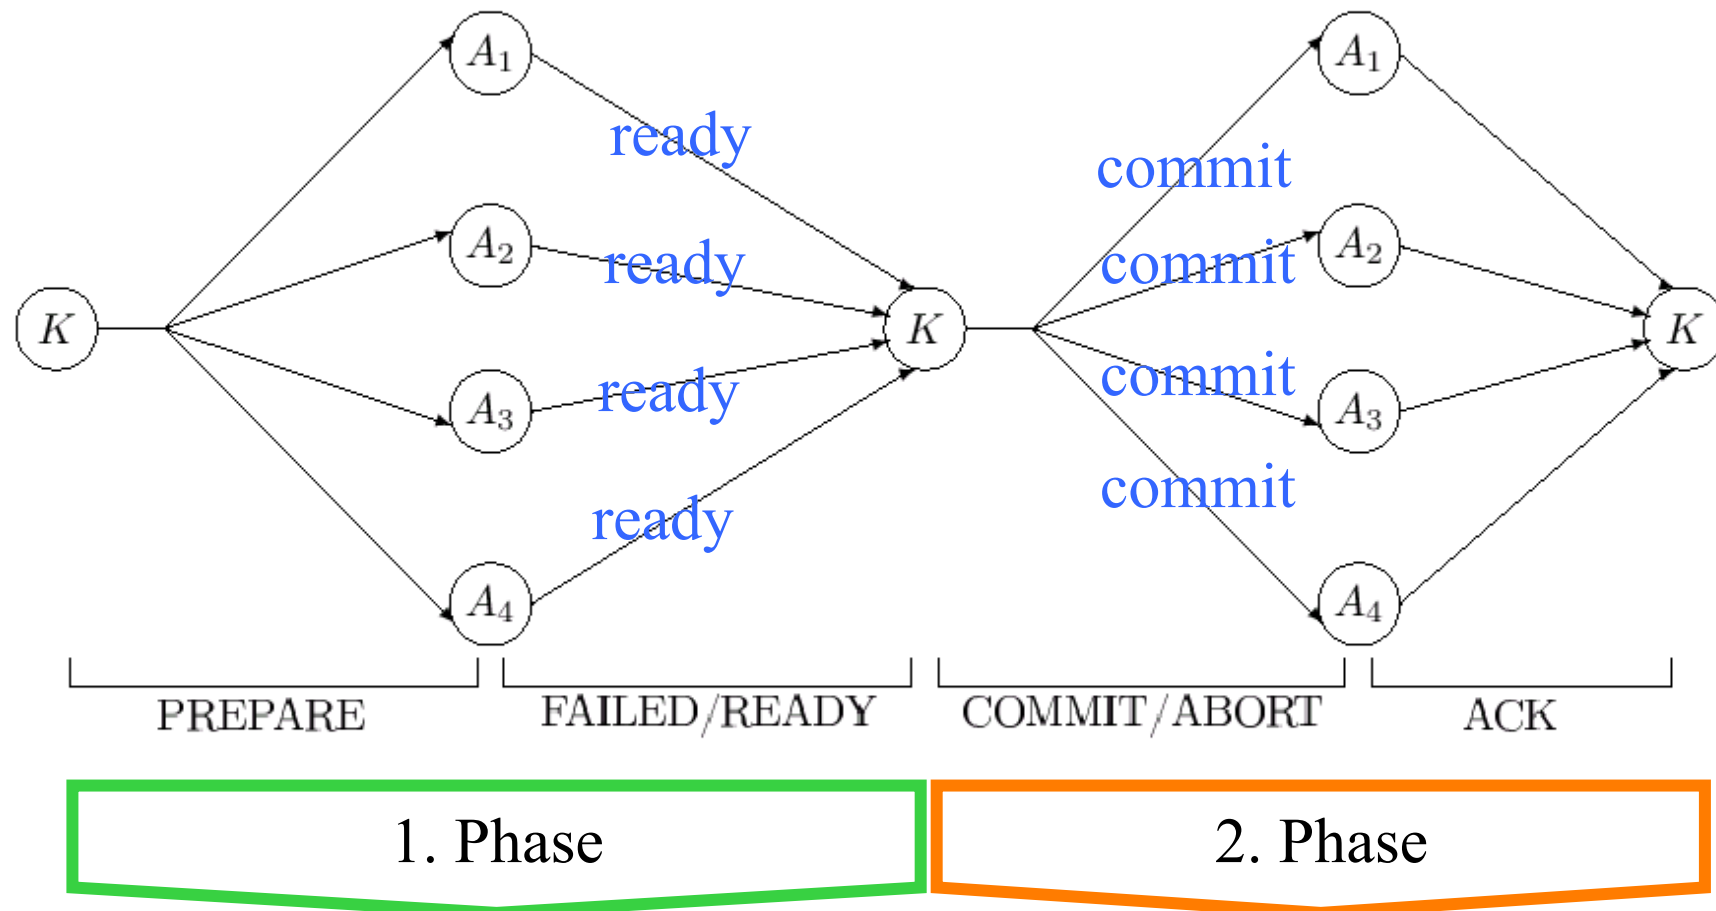 A1
A1
ready
commit
A2
A2
ready
commit
K
K
K
ready
commit
A3
A3
ready
commit
A4
A4
PREPARE
FAILED/READY
COMMIT/ABORT
ACK
1. Phase
2. Phase